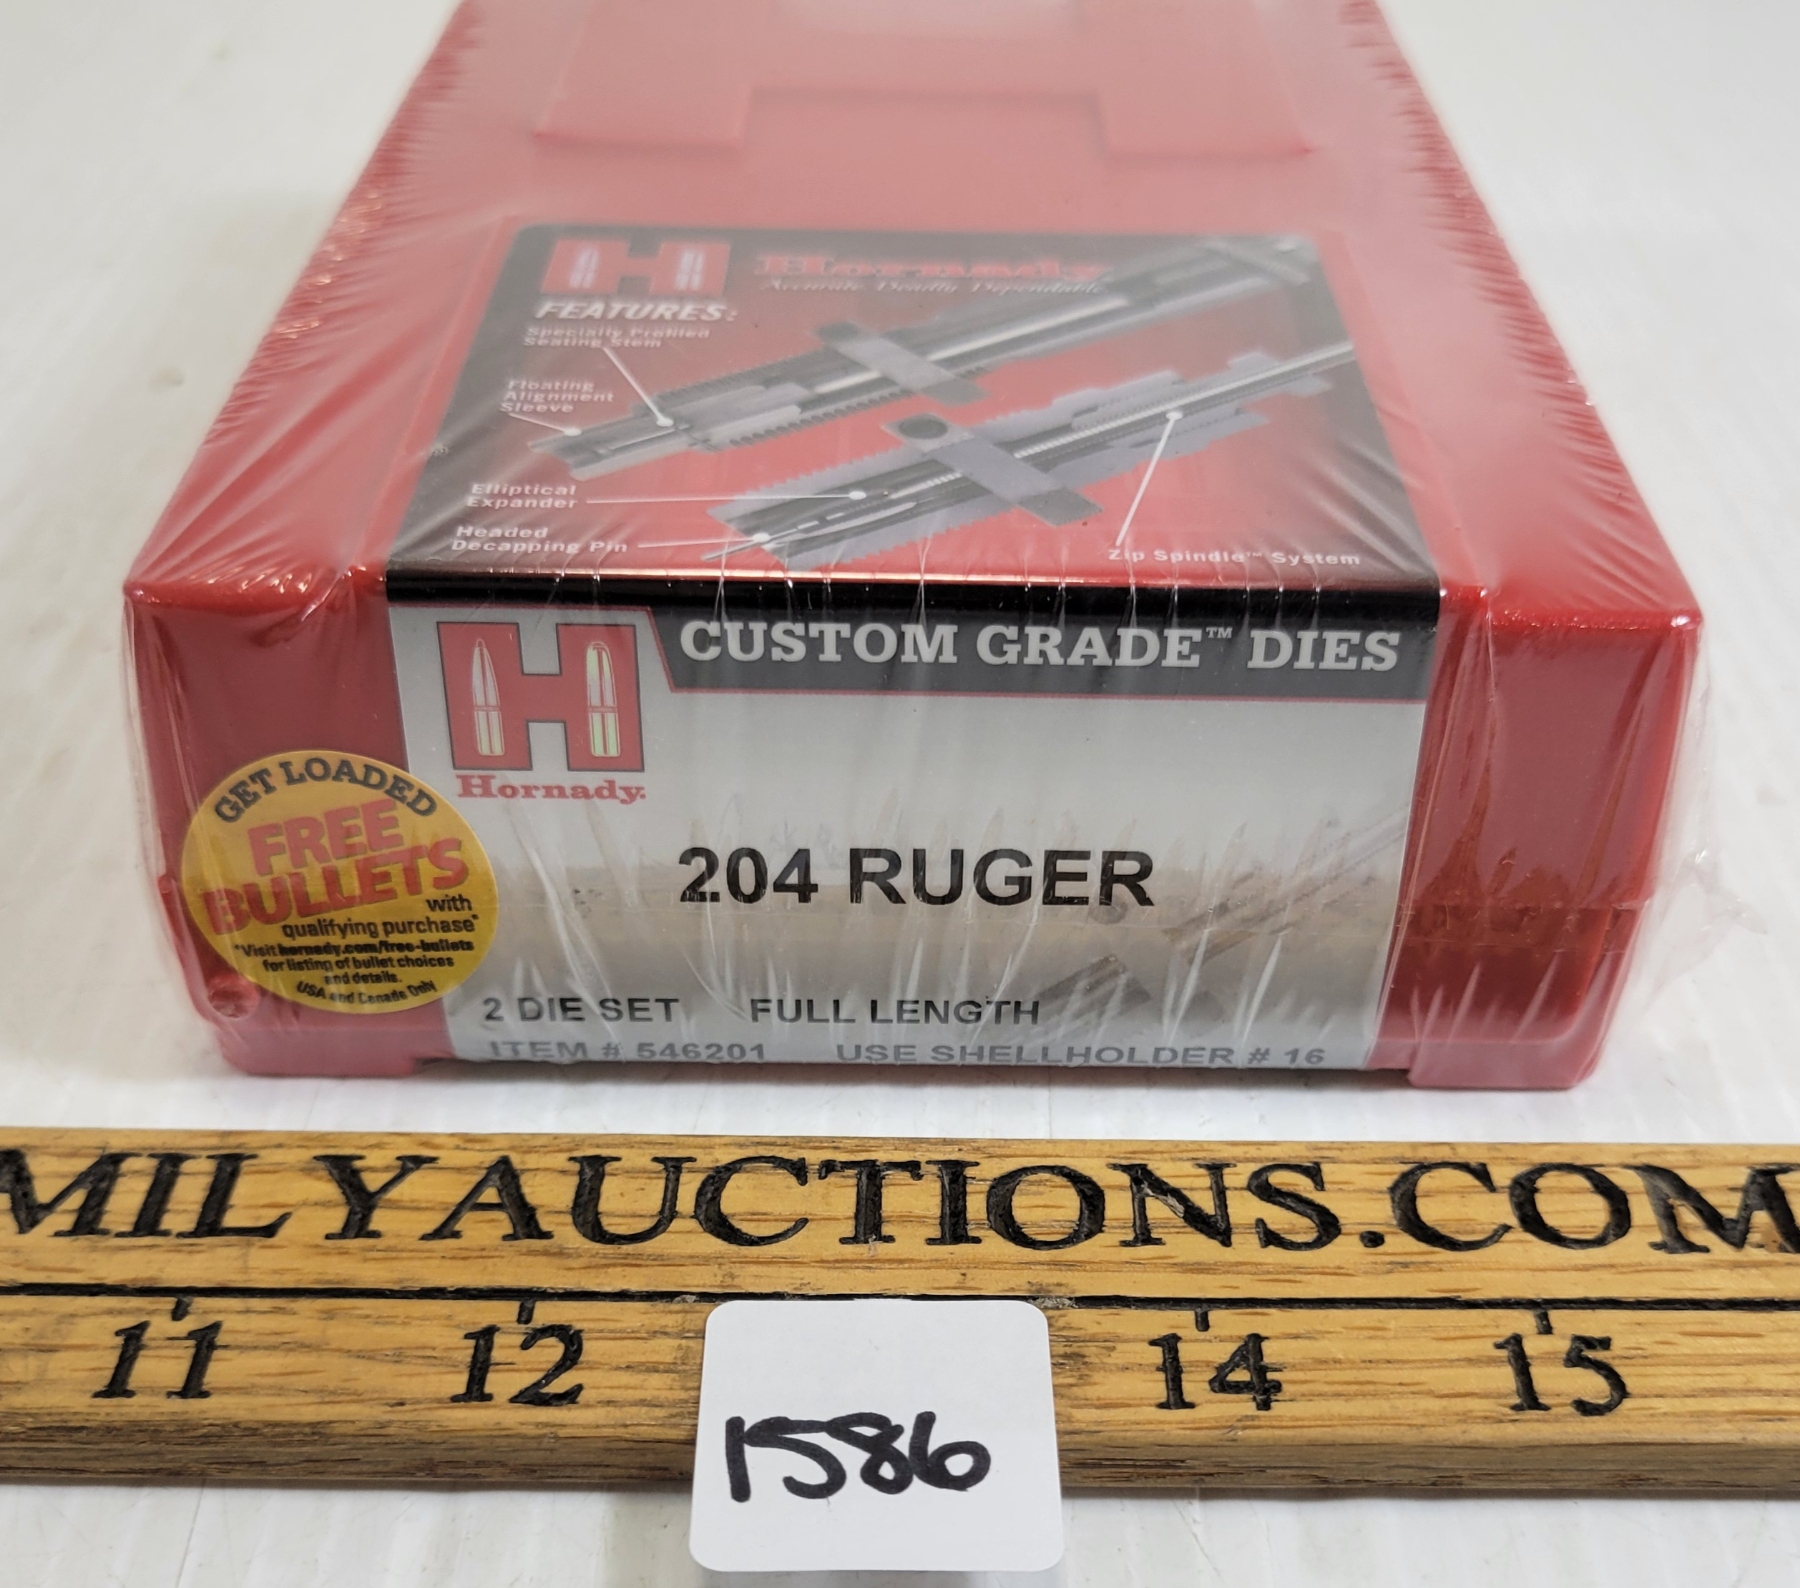 Hornady
Accurate Deadly Dependable
FEATURES:
Specially Profiled
Seating Stem
Floating
Alignment
Sleeve
Elliptical
Expander
Headed
Decapping Pin
Zip Spindle™ System
CUSTOM GRADE™ DIES
Hornady.
GET LOADED
FREE
BULLETS
with
qualifying purchase*
*Visit hornady.com/free-bullets
for listing of bullet choices
and details.
USA and Canada Only
204 RUGER
2 DIE SET FULL LENGTH
ITEM # 546201 USE SHELLHOLDER # 16
MILYAUCTIONS.COM
11 12 14 15
1586